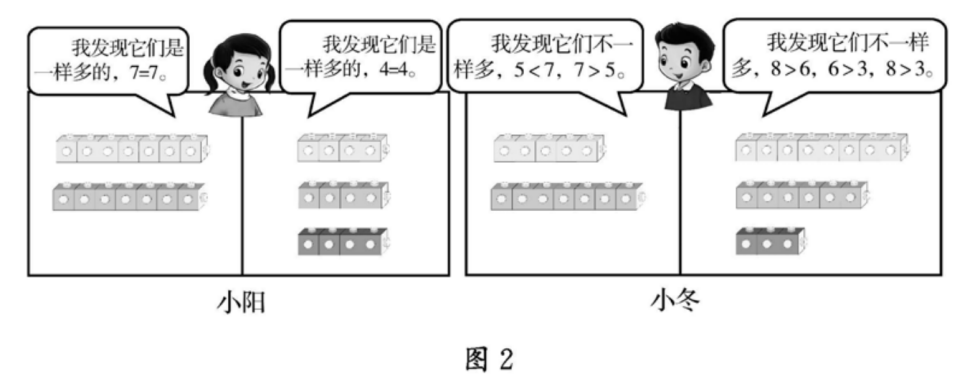 我发现它们是
一样多的，7=7。
我发现它们是
一样多的，4=4。
我发现它们不一
样多，5<7，7>5。
我发现它们不一样
多，8>6，6>3，8>3。
小阳
小冬
图 2